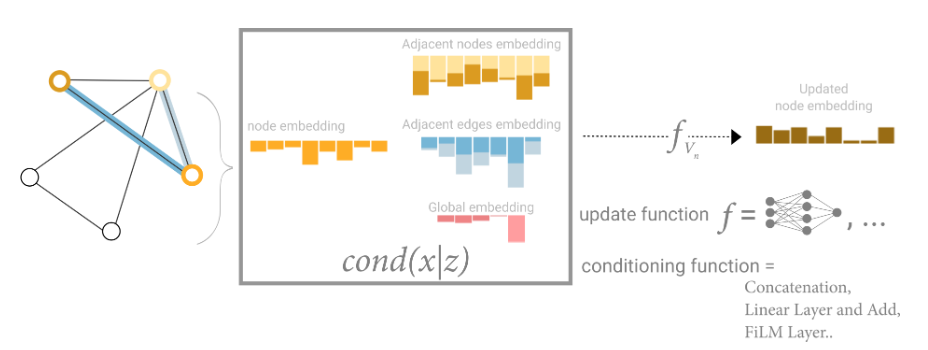 Adjacent nodes embedding
node embedding
Adjacent edges embedding
Global embedding
cond(x|z)
f Vn
Updated
node embedding
update function f = , ...
conditioning function =
Concatenation,
Linear Layer and Add,
FiLM Layer..